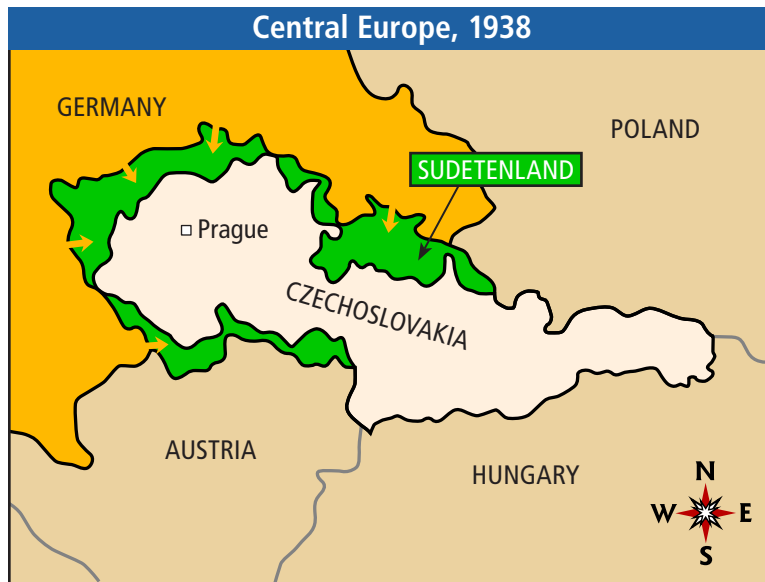 Central Europe, 1938
GERMANY
POLAND
SUDETENLAND
Prague
CZECHOSLOVAKIA
AUSTRIA
HUNGARY
N
W E
S